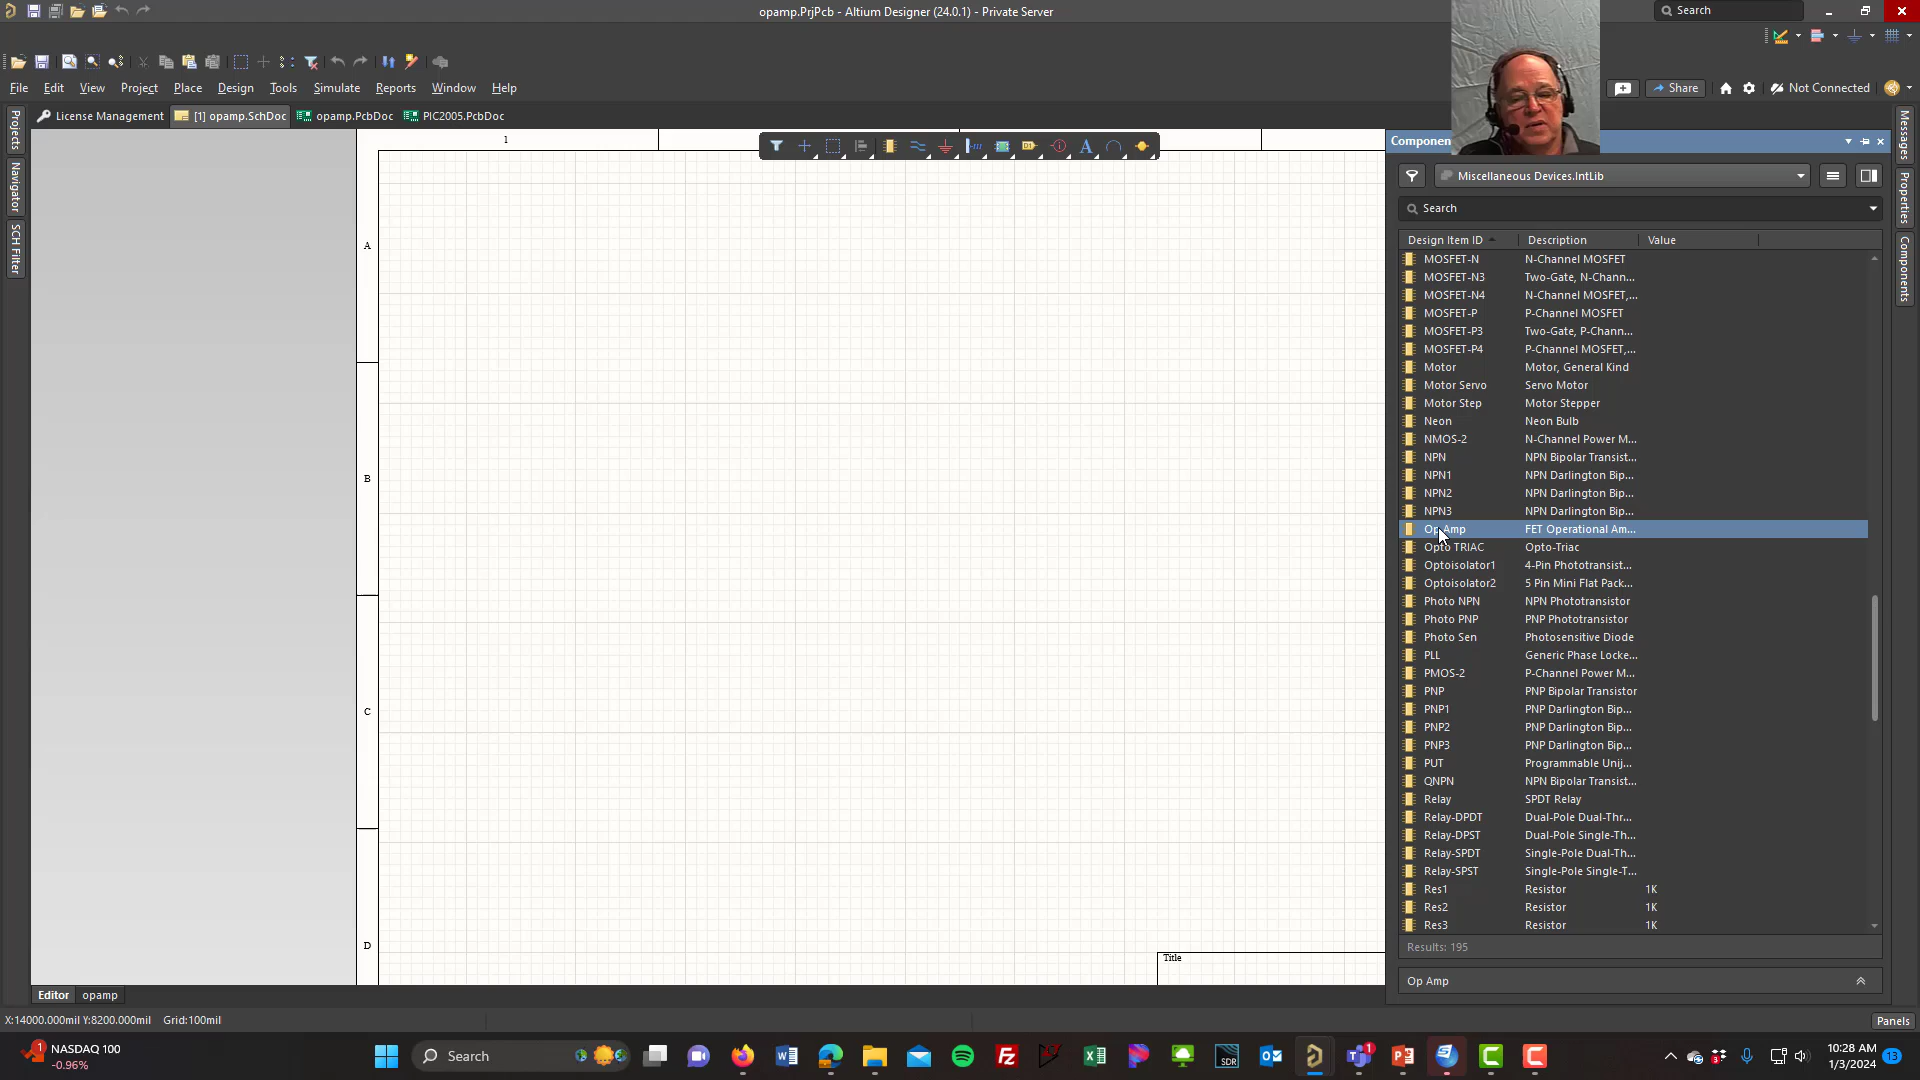 opamp.PrjPcb - Altium Designer (24.0.1) - Private Server
Search
File Edit View Project Place Design Tools Simulate Reports Window Help
Share
Not Connected
License Management
[1] opamp.SchDoc
opamp.PcbDoc
PIC2005.PcbDoc
Projects
Navigator
SCH Filter
1
A
B
C
D
Title
Componen
Miscellaneous Devices.IntLib
Search
Design Item ID Description Value
MOSFET-N N-Channel MOSFET
MOSFET-N3 Two-Gate, N-Chann...
MOSFET-N4 N-Channel MOSFET,...
MOSFET-P P-Channel MOSFET
MOSFET-P3 Two-Gate, P-Chann...
MOSFET-P4 P-Channel MOSFET,...
Motor Motor, General Kind
Motor Servo Servo Motor
Motor Step Motor Stepper
Neon Neon Bulb
NMOS-2 N-Channel Power M...
NPN NPN Bipolar Transist...
NPN1 NPN Darlington Bip...
NPN2 NPN Darlington Bip...
NPN3 NPN Darlington Bip...
Op Amp FET Operational Am...
Opto TRIAC Opto-Triac
Optoisolator1 4-Pin Phototransist...
Optoisolator2 5 Pin Mini Flat Pack...
Photo NPN NPN Phototransistor
Photo PNP PNP Phototransistor
Photo Sen Photosensitive Diode
PLL Generic Phase Locke...
PMOS-2 P-Channel Power M...
PNP PNP Bipolar Transistor
PNP1 PNP Darlington Bip...
PNP2 PNP Darlington Bip...
PNP3 PNP Darlington Bip...
PUT Programmable Unij...
QNPN NPN Bipolar Transist...
Relay SPDT Relay
Relay-DPDT Dual-Pole Dual-Thr...
Relay-DPST Dual-Pole Single-Th...
Relay-SPDT Single-Pole Dual-Th...
Relay-SPST Single-Pole Single-T...
Res1 Resistor 1K
Res2 Resistor 1K
Res3 Resistor 1K
Results: 195
Op Amp
Messages
Properties
Components
Editor opamp
X:14000.000mil Y:8200.000mil Grid:100mil
Panels
1
NASDAQ 100
-0.96%
Search
SDR
1
3
10:28 AM
1/3/2024
13